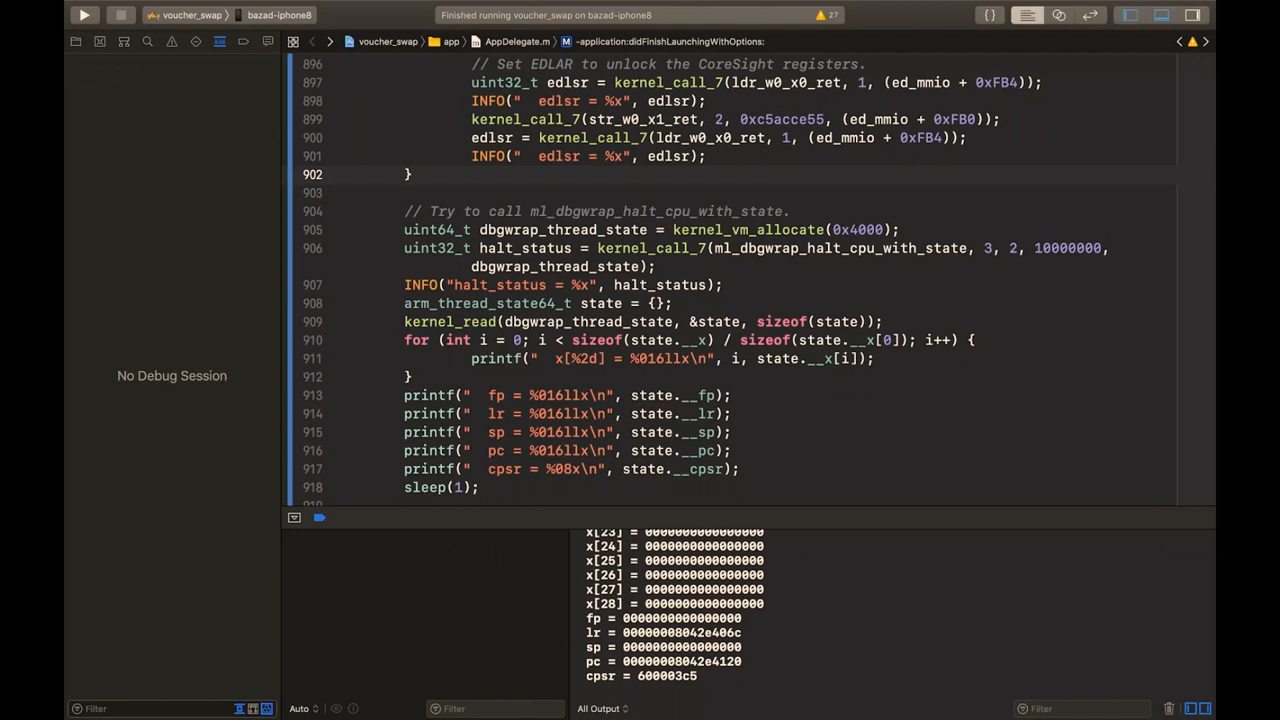 voucher_swap
bazad-iphone8
Finished running voucher_swap on bazad-iphone8
27
voucher_swap
app
AppDelegate.m
M
-application:didFinishLaunchingWithOptions:
896 // Set EDLAR to unlock the CoreSight registers.
897 uint32_t edlsr = kernel_call_7(ldr_w0_x0_ret, 1, (ed_mmio + 0xFB4));
898 INFO("  edlsr = %x", edlsr);
899 kernel_call_7(str_w0_x1_ret, 2, 0xc5acce55, (ed_mmio + 0xFB0));
900 edlsr = kernel_call_7(ldr_w0_x0_ret, 1, (ed_mmio + 0xFB4));
901 INFO("  edlsr = %x", edlsr);
902 }
903
904 // Try to call ml_dbgwrap_halt_cpu_with_state.
905 uint64_t dbgwrap_thread_state = kernel_vm_allocate(0x4000);
906 uint32_t halt_status = kernel_call_7(ml_dbgwrap_halt_cpu_with_state, 3, 2, 10000000,
dbgwrap_thread_state);
907 INFO("halt_status = %x", halt_status);
908 arm_thread_state64_t state = {};
909 kernel_read(dbgwrap_thread_state, &state, sizeof(state));
910 for (int i = 0; i < sizeof(state.__x) / sizeof(state.__x[0]); i++) {
911 printf("  x[%2d] = %016llx\n", i, state.__x[i]);
912 }
913 printf("  fp = %016llx\n", state.__fp);
914 printf("  lr = %016llx\n", state.__lr);
915 printf("  sp = %016llx\n", state.__sp);
916 printf("  pc = %016llx\n", state.__pc);
917 printf("  cpsr = %08x\n", state.__cpsr);
918 sleep(1);
No Debug Session
x[23] = 0000000000000000
x[24] = 0000000000000000
x[25] = 0000000000000000
x[26] = 0000000000000000
x[27] = 0000000000000000
x[28] = 0000000000000000
fp = 0000000000000000
lr = 00000008042e406c
sp = 0000000000000000
pc = 00000008042e4120
cpsr = 600003c5
Filter
Auto
Filter
All Output
Filter